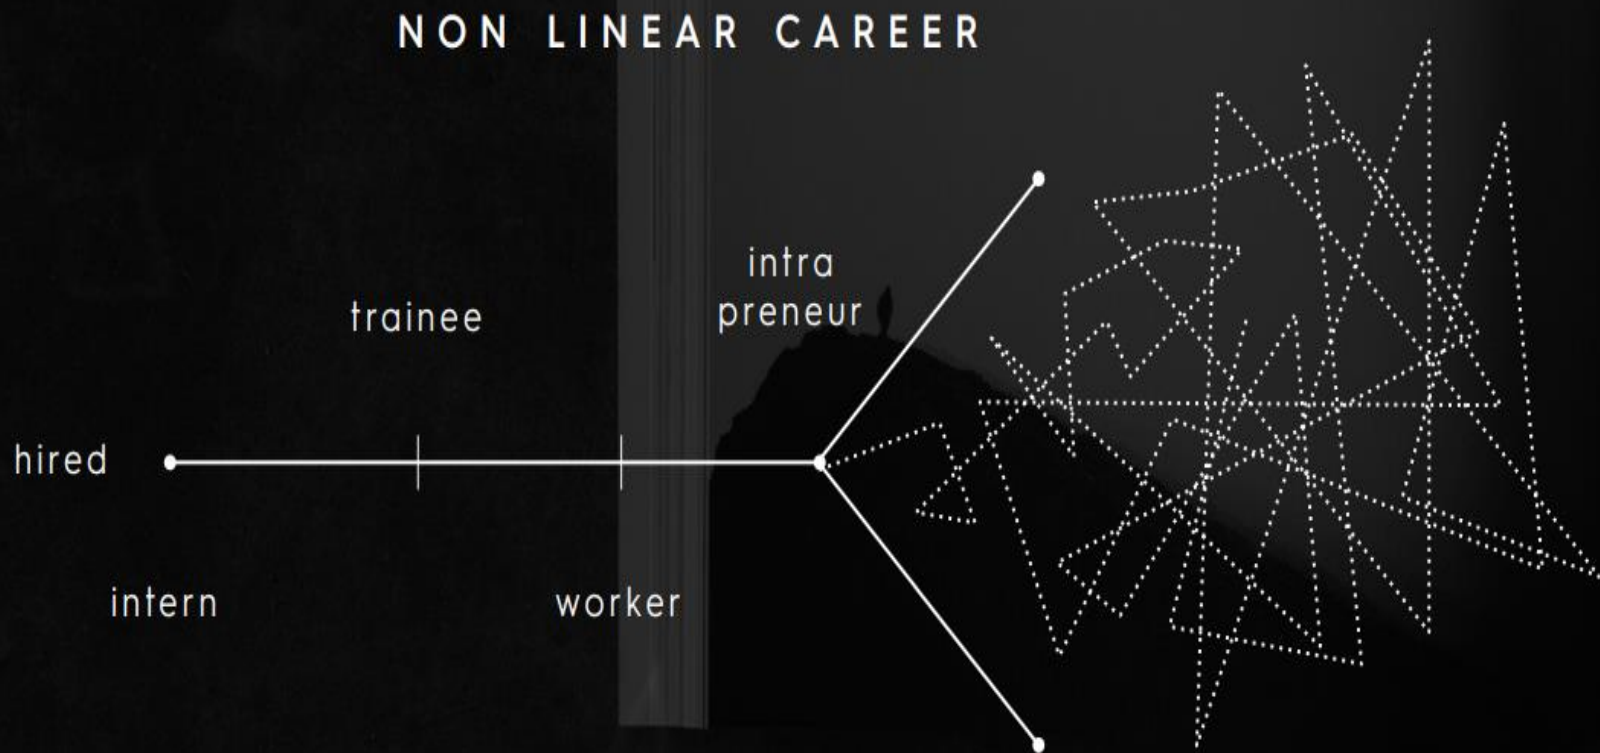 NON LINEAR CAREER
intra
preneur
trainee
hired
intern
worker